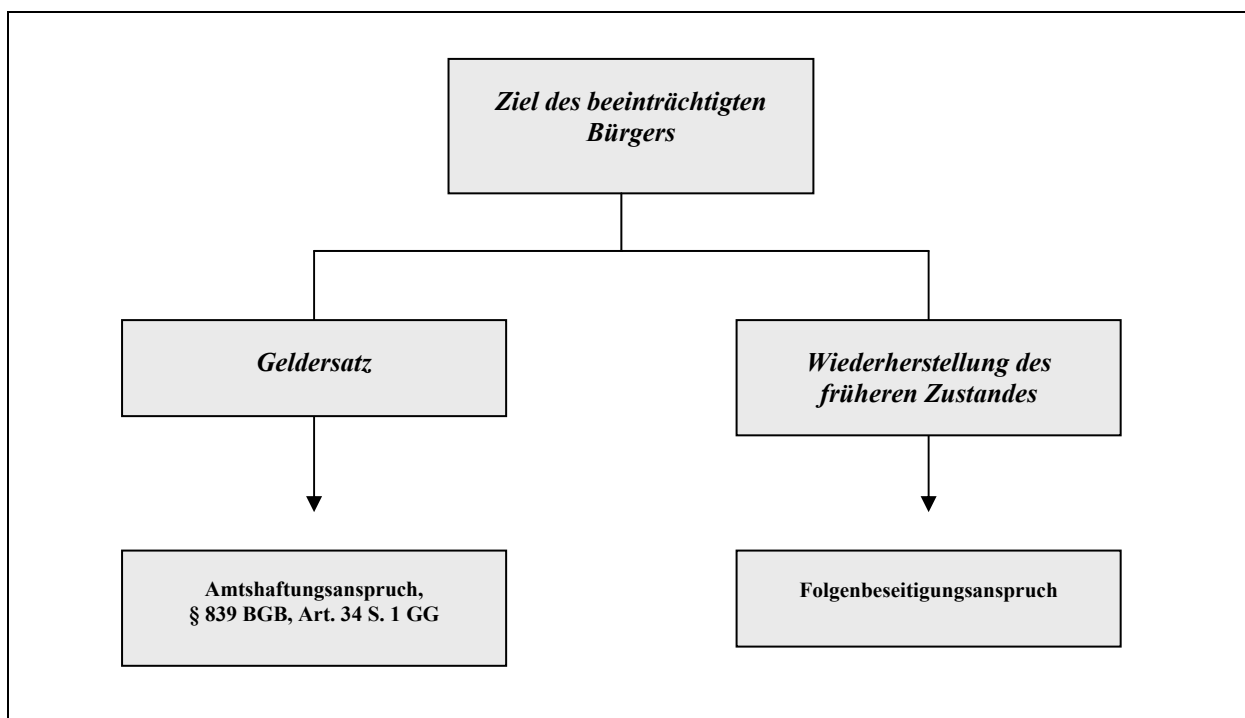 Ziel des beeinträchtigten
Bürgers
Geldersatz
Wiederherstellung des
früheren Zustandes
Amtshaftungsanspruch,
§ 839 BGB, Art. 34 S. 1 GG
Folgenbeseitigungsanspruch